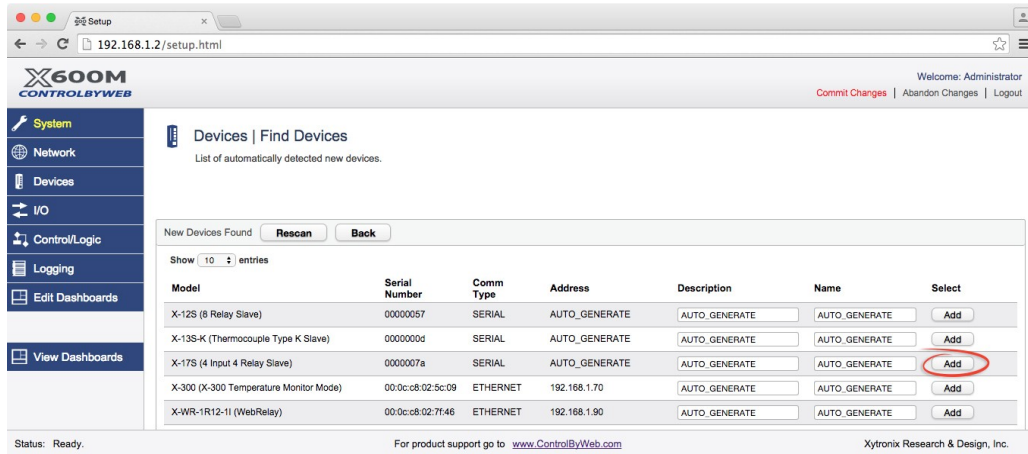 Setup
192.168.1.2/setup.html
X600M
CONTROLBYWEB
Welcome: Administrator
Commit Changes | Abandon Changes | Logout
System
Network
Devices
I/O
Control/Logic
Logging
Edit Dashboards
View Dashboards
Devices | Find Devices
List of automatically detected new devices.
New Devices Found Rescan Back
Show 10 entries
Model Serial Number Comm Type Address Description Name Select
X-12S (8 Relay Slave) 00000057 SERIAL AUTO_GENERATE AUTO_GENERATE AUTO_GENERATE Add
X-13S-K (Thermocouple Type K Slave) 0000000d SERIAL AUTO_GENERATE AUTO_GENERATE AUTO_GENERATE Add
X-17S (4 Input 4 Relay Slave) 0000007a SERIAL AUTO_GENERATE AUTO_GENERATE AUTO_GENERATE Add
X-300 (X-300 Temperature Monitor Mode) 00:0c:c8:02:5c:09 ETHERNET 192.168.1.70 AUTO_GENERATE AUTO_GENERATE Add
X-WR-1R12-1I (WebRelay) 00:0c:c8:02:7f:46 ETHERNET 192.168.1.90 AUTO_GENERATE AUTO_GENERATE Add
Status: Ready. For product support go to www.ControlByWeb.com Xytronix Research & Design, Inc.